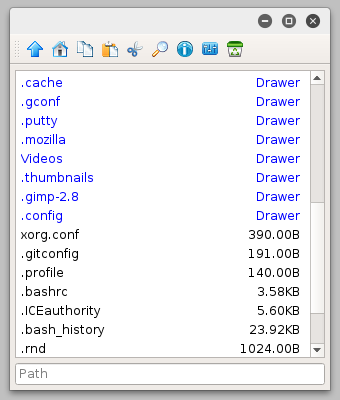 .cache Drawer
.gconf Drawer
.putty Drawer
.mozilla Drawer
Videos Drawer
.thumbnails Drawer
.gimp-2.8 Drawer
.config Drawer
xorg.conf 390.00B
.gitconfig 191.00B
.profile 140.00B
.bashrc 3.58KB
.ICEauthority 5.60KB
.bash_history 23.92KB
.rnd 1024.00B
Path